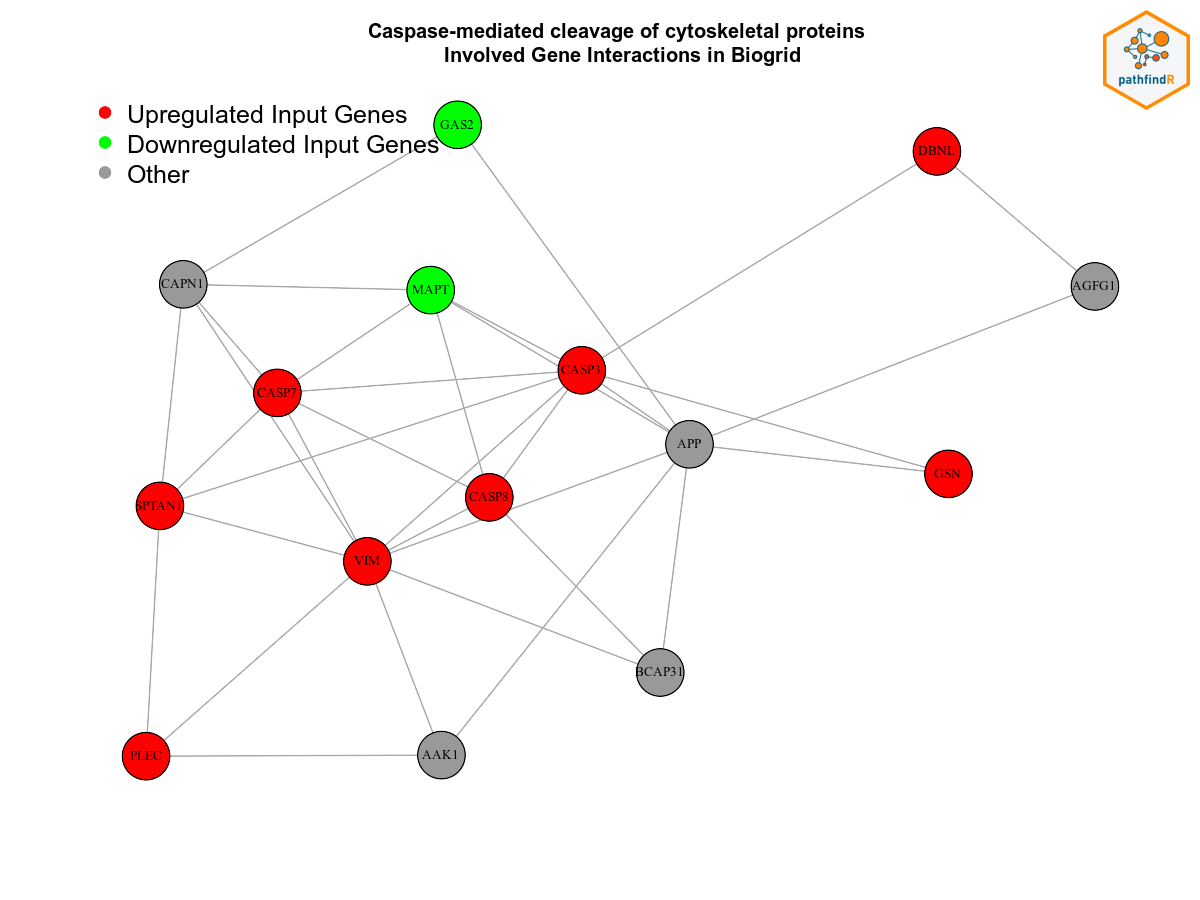 Caspase-mediated cleavage of cytoskeletal proteins
Involved Gene Interactions in Biogrid
pathfindR
Upregulated Input Genes
Downregulated Input Genes
Other
GAS2
DBNL
CAPN1
MAPT
AGFG1
CASP3
CASP7
APP
GSN
CASP8
SPTAN1
VIM
BCAP31
PLEC
AAK1